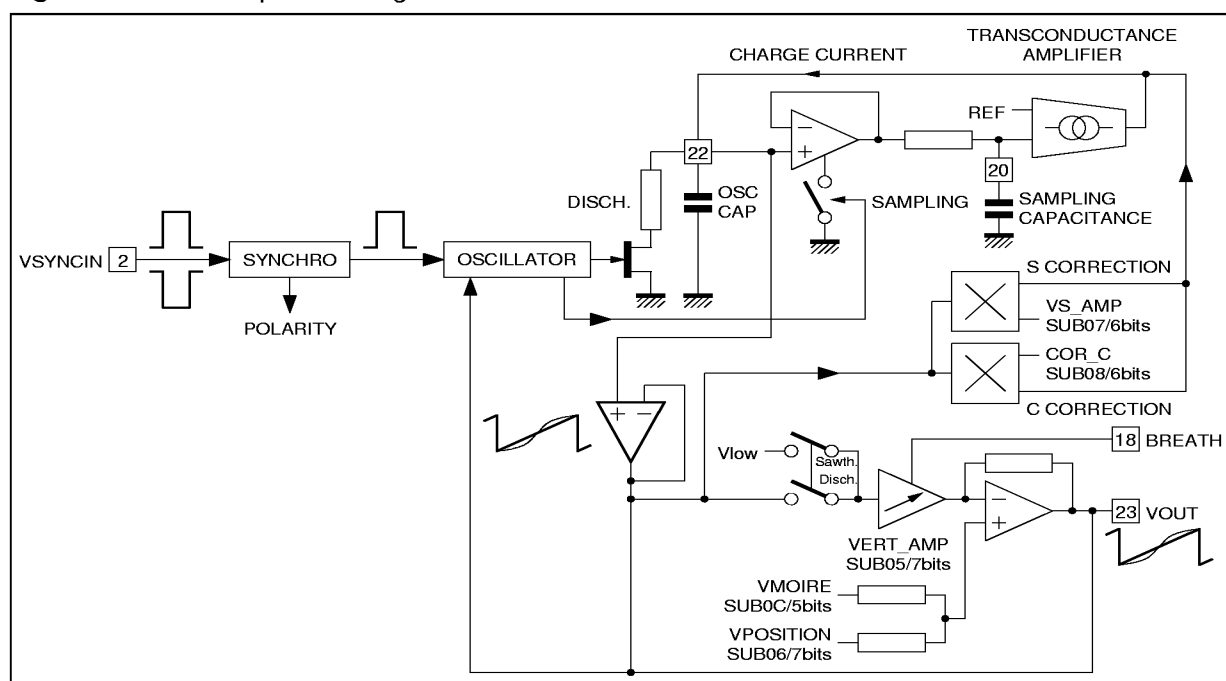 TRANSCONDUCTANCE
AMPLIFIER
CHARGE CURRENT
REF
22
20
DISCH.
OSC
CAP
SAMPLING
SAMPLING
CAPACITANCE
VSYNCIN
2
SYNCHRO
OSCILLATOR
POLARITY
S CORRECTION
VS_AMP
SUB07/6bits
COR_C
SUB08/6bits
C CORRECTION
18
BREATH
Vlow
Sawth.
Disch.
23
VOUT
VERT_AMP
SUB05/7bits
VMOIRE
SUB0C/5bits
VPOSITION
SUB06/7bits